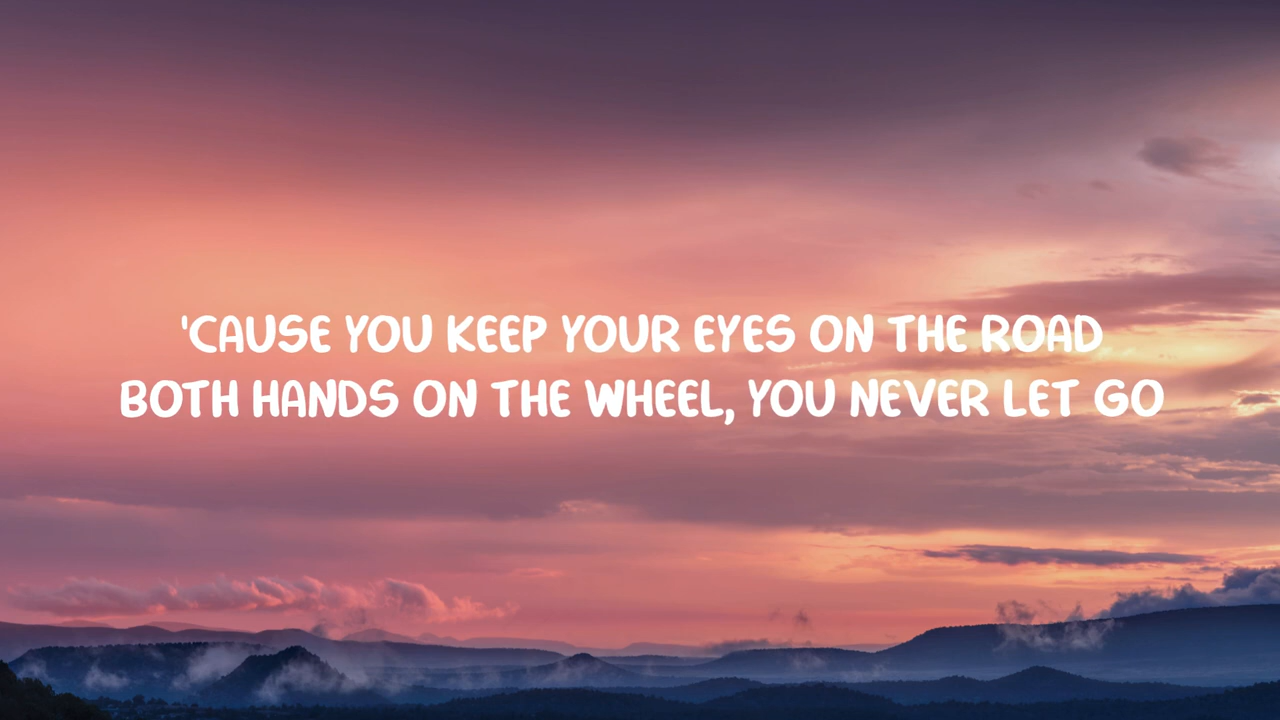 'CAUSE YOU KEEP YOUR EYES ON THE ROAD
BOTH HANDS ON THE WHEEL, YOU NEVER LET GO